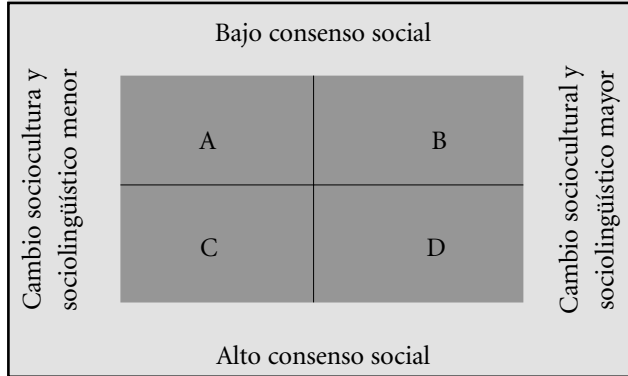 Bajo consenso social
Cambio sociocultura y
sociolingüístico menor
A
B
C
D
Cambio sociocultural y
sociolingüístico mayor
Alto consenso social